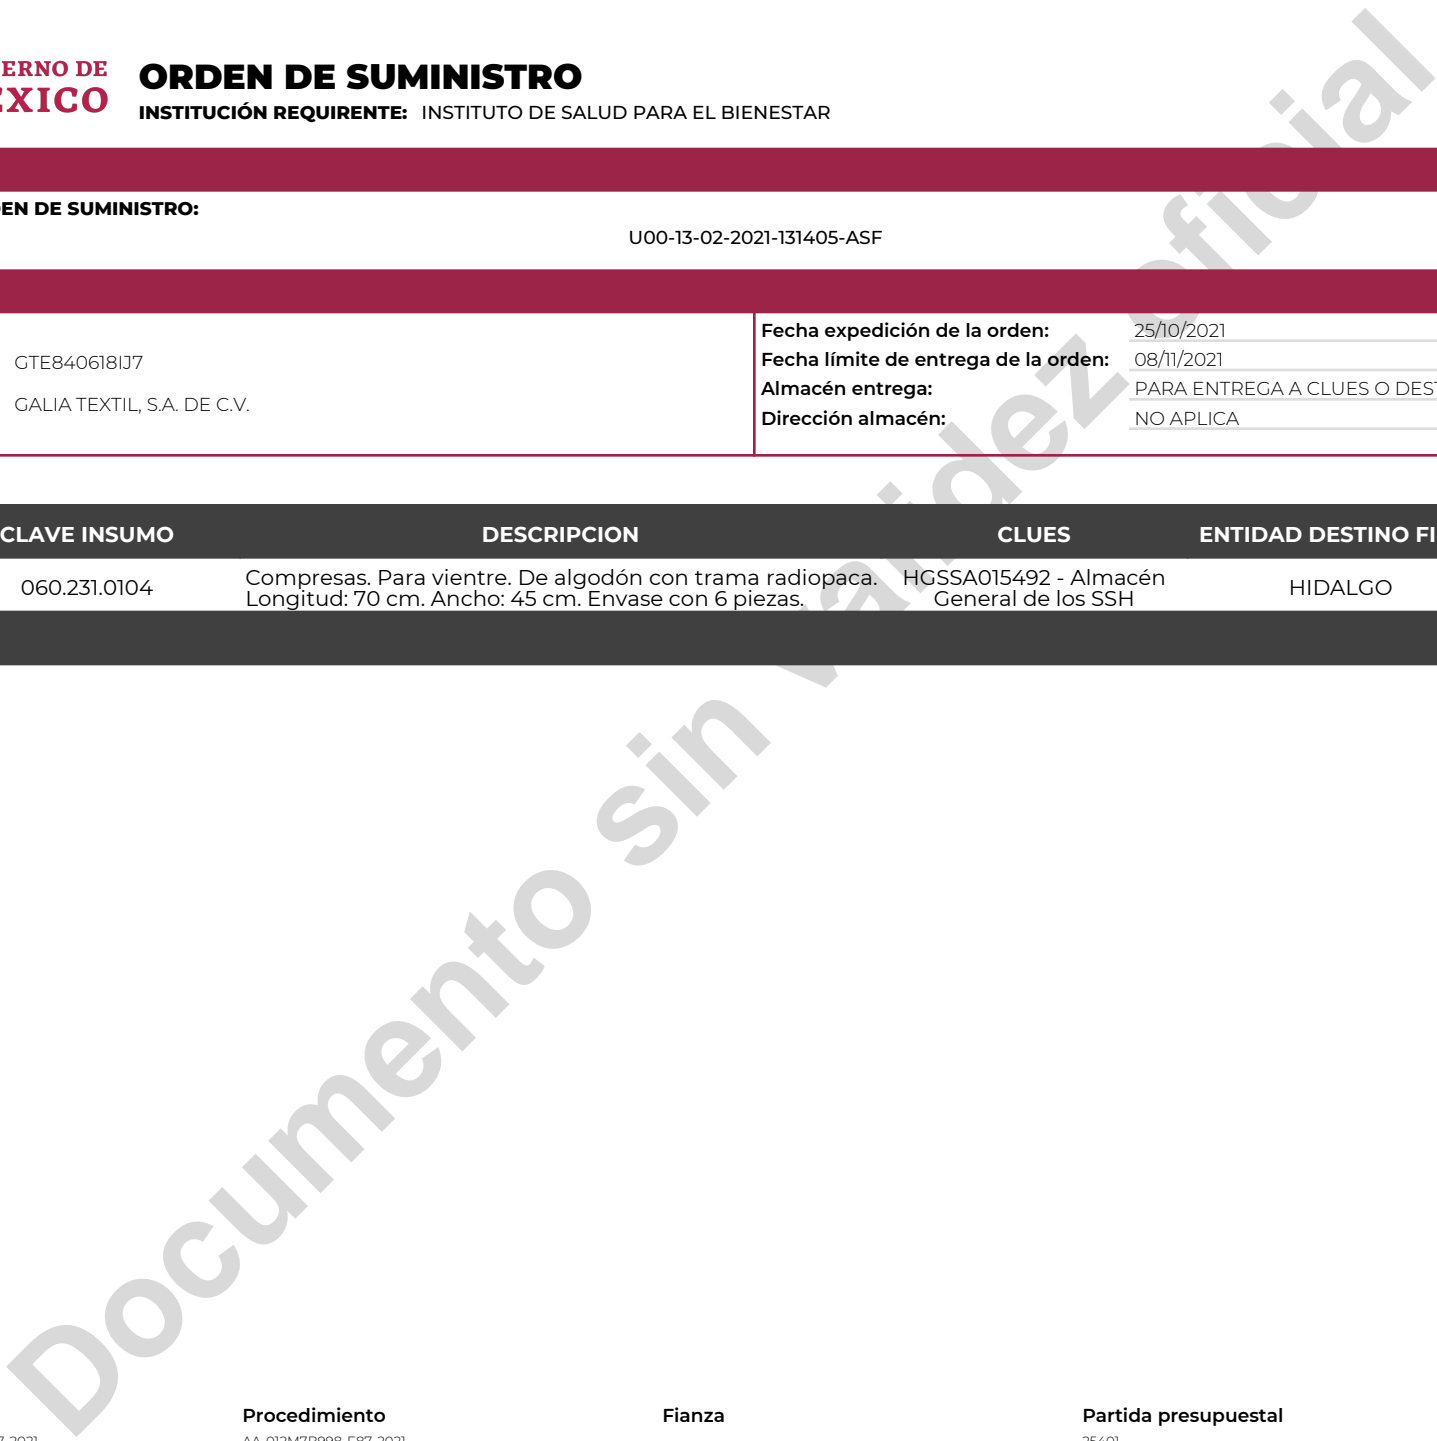 ERNO DE
EXICO
ORDEN DE SUMINISTRO
INSTITUCIÓN REQUIRENTE: INSTITUTO DE SALUD PARA EL BIENESTAR
EN DE SUMINISTRO:
U00-13-02-2021-131405-ASF
GTE840618IJ7
GALIA TEXTIL, S.A. DE C.V.
Fecha expedición de la orden: 25/10/2021
Fecha límite de entrega de la orden: 08/11/2021
Almacén entrega: PARA ENTREGA A CLUES O DEST
Dirección almacén: NO APLICA
CLAVE INSUMO DESCRIPCION CLUES ENTIDAD DESTINO FI
060.231.0104 Compresas. Para vientre. De algodón con trama radiopaca. HGSSA015492 - Almacén HIDALGO
Longitud: 70 cm. Ancho: 45 cm. Envase con 6 piezas. General de los SSH
Documento sin validez oficial
Procedimiento Fianza Partida presupuestal